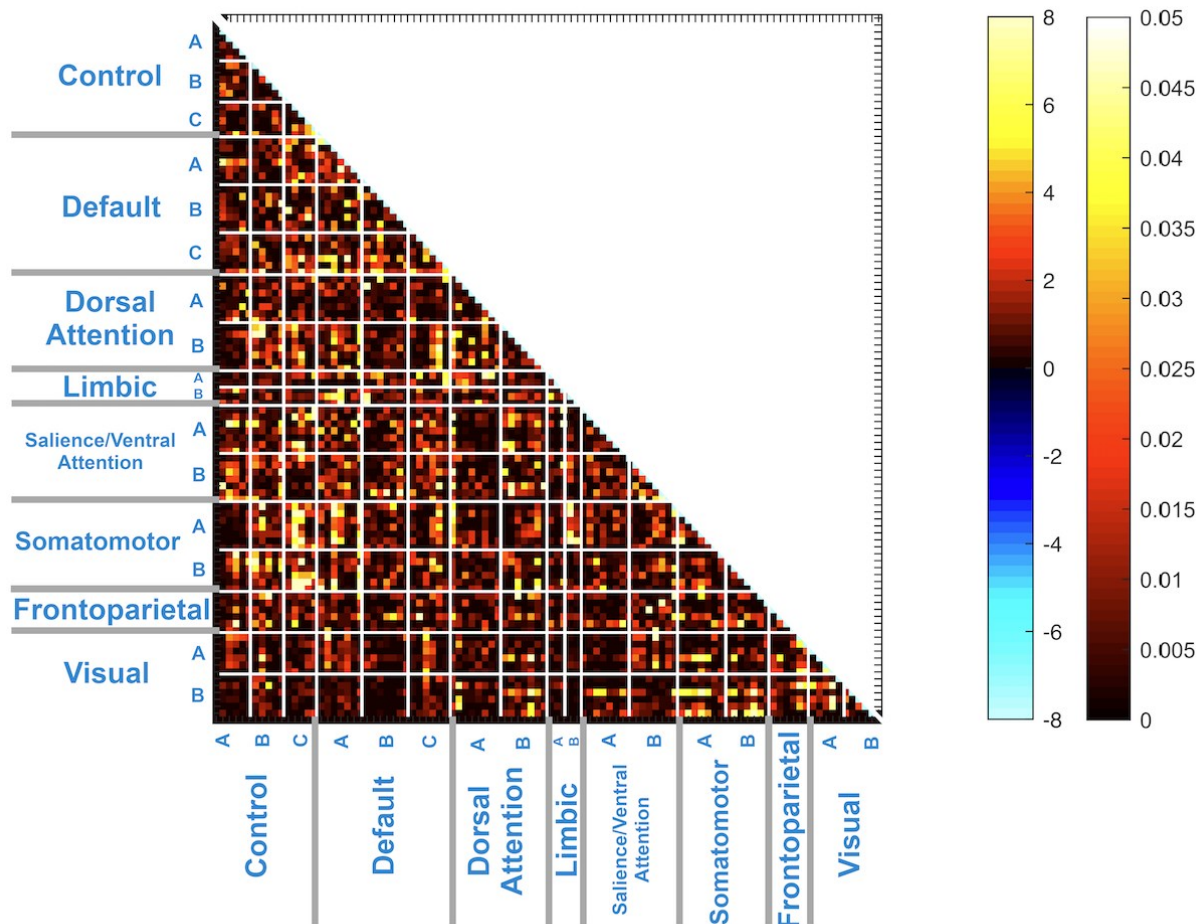 A
Control
B
C
A
Default
B
C
Dorsal
A
Attention
B
Limbic
A
B
Salience/Ventral
A
Attention
B
A
Somatomotor
B
Frontoparietal
A
Visual
B
A B C A B C A B A B A B A B A B
Control
Default
Dorsal
Attention
Limbic
Salience/Ventral
Attention
Somatomotor
Frontoparietal
Visual
8
6
4
2
0
-2
-4
-6
-8
0.05
0.045
0.04
0.035
0.03
0.025
0.02
0.015
0.01
0.005
0